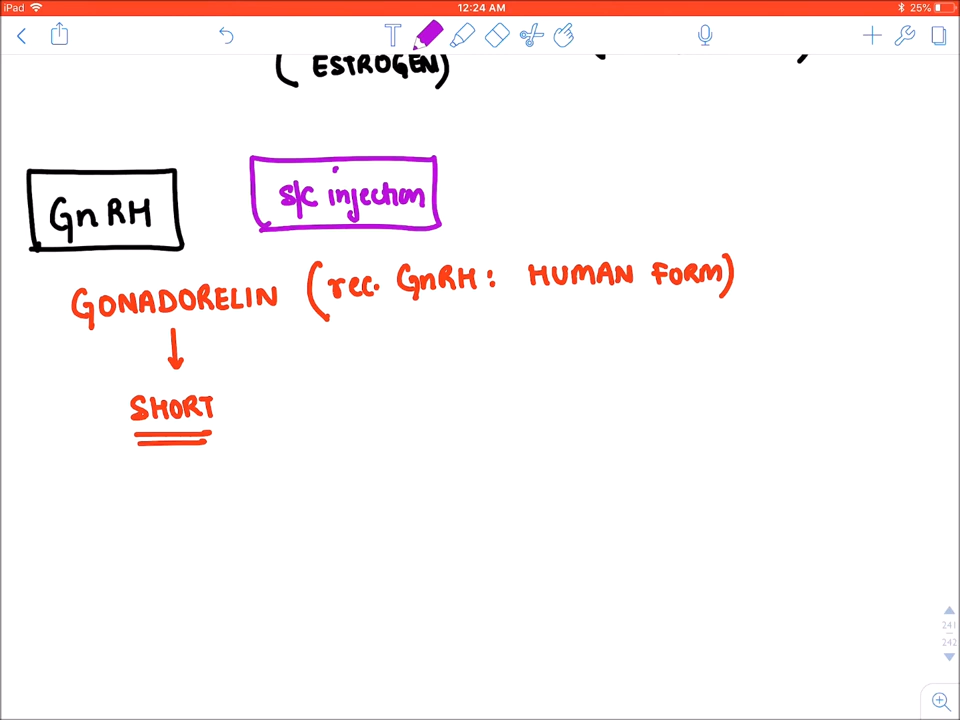 iPad 12:24 AM 25%
T
( ESTROGEN) ( )
GnRH
S/C injection
GONADORELIN (rec. GnRH: HUMAN FORM)
SHORT
241
242